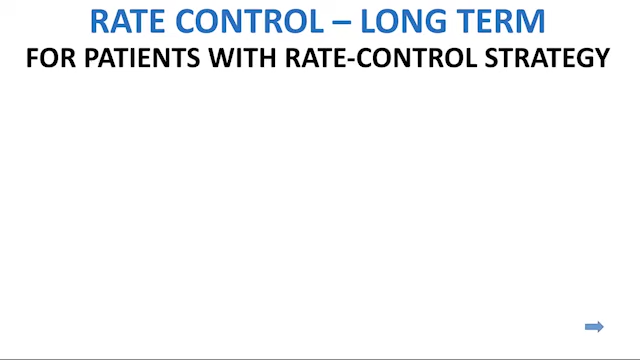 RATE CONTROL – LONG TERM
FOR PATIENTS WITH RATE-CONTROL STRATEGY